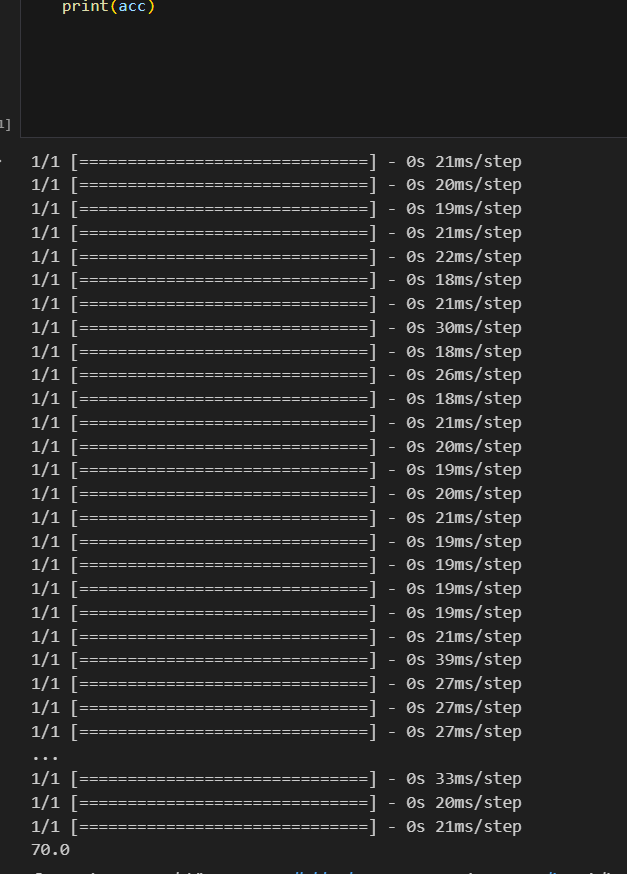 print(acc)
1]
1/1 [==============================] - 0s 21ms/step
1/1 [==============================] - 0s 20ms/step
1/1 [==============================] - 0s 19ms/step
1/1 [==============================] - 0s 21ms/step
1/1 [==============================] - 0s 22ms/step
1/1 [==============================] - 0s 18ms/step
1/1 [==============================] - 0s 21ms/step
1/1 [==============================] - 0s 30ms/step
1/1 [==============================] - 0s 18ms/step
1/1 [==============================] - 0s 26ms/step
1/1 [==============================] - 0s 18ms/step
1/1 [==============================] - 0s 21ms/step
1/1 [==============================] - 0s 20ms/step
1/1 [==============================] - 0s 19ms/step
1/1 [==============================] - 0s 20ms/step
1/1 [==============================] - 0s 21ms/step
1/1 [==============================] - 0s 19ms/step
1/1 [==============================] - 0s 19ms/step
1/1 [==============================] - 0s 19ms/step
1/1 [==============================] - 0s 19ms/step
1/1 [==============================] - 0s 21ms/step
1/1 [==============================] - 0s 39ms/step
1/1 [==============================] - 0s 27ms/step
1/1 [==============================] - 0s 27ms/step
1/1 [==============================] - 0s 27ms/step
...
1/1 [==============================] - 0s 33ms/step
1/1 [==============================] - 0s 20ms/step
1/1 [==============================] - 0s 21ms/step
70.0